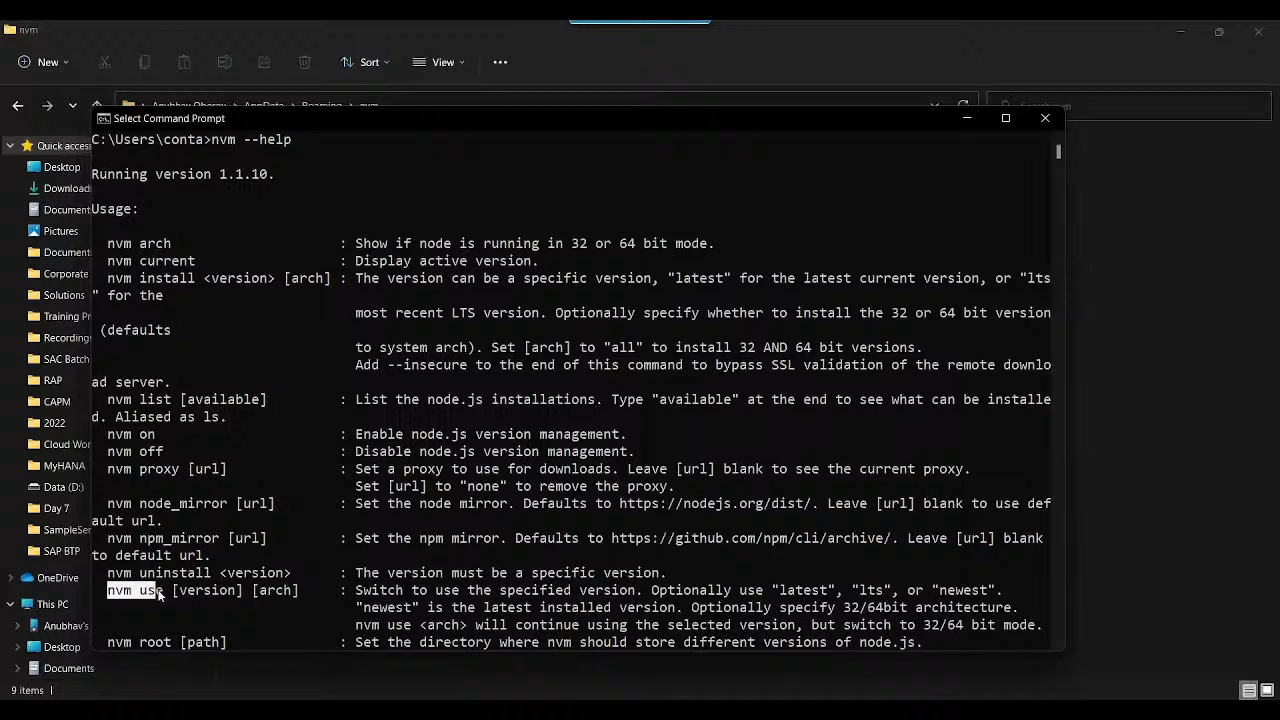 nvm
New
Sort
View
Anubhav Oberoy AppData Roaming nvm
Select Command Prompt
C:\Users\conta>nvm --help
Running version 1.1.10.
Usage:
nvm arch : Show if node is running in 32 or 64 bit mode.
nvm current : Display active version.
nvm install <version> [arch] : The version can be a specific version, "latest" for the latest current version, or "lts
" for the
most recent LTS version. Optionally specify whether to install the 32 or 64 bit version
(defaults
to system arch). Set [arch] to "all" to install 32 AND 64 bit versions.
Add --insecure to the end of this command to bypass SSL validation of the remote downlo
ad server.
nvm list [available] : List the node.js installations. Type "available" at the end to see what can be installe
d. Aliased as ls.
nvm on : Enable node.js version management.
nvm off : Disable node.js version management.
nvm proxy [url] : Set a proxy to use for downloads. Leave [url] blank to see the current proxy.
Set [url] to "none" to remove the proxy.
nvm node_mirror [url] : Set the node mirror. Defaults to https://nodejs.org/dist/. Leave [url] blank to use def
ault url.
nvm npm_mirror [url] : Set the npm mirror. Defaults to https://github.com/npm/cli/archive/. Leave [url] blank
to default url.
nvm uninstall <version> : The version must be a specific version.
nvm use [version] [arch] : Switch to use the specified version. Optionally use "latest", "lts", or "newest".
"newest" is the latest installed version. Optionally specify 32/64bit architecture.
nvm use <arch> will continue using the selected version, but switch to 32/64 bit mode.
nvm root [path] : Set the directory where nvm should store different versions of node.js.
Quick access
Desktop
Downloads
Document
Pictures
Document
Corporate
Solutions
Training Pr
Recordings
SAC Batch
RAP
CAPM
2022
Cloud Wor
MyHANA
Data (D:)
Day 7
SampleSer
SAP BTP
OneDrive
This PC
Anubhav's
Desktop
Documents
9 items